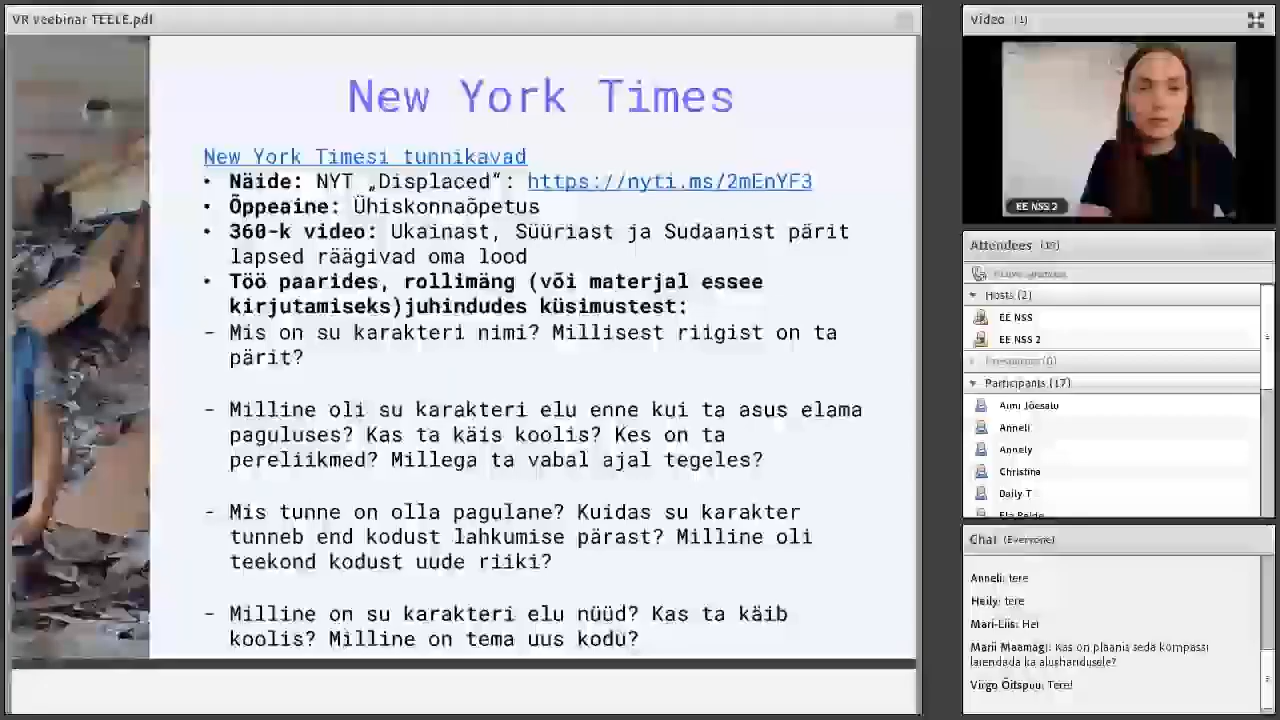 VR veebinar TEELE.pdf
New York Times
New York Timesi tunnikavad
• Näide: NYT „Displaced“: https://nyti.ms/2mEnYF3
• Õppeaine: Ühiskonnaõpetus
• 360-k video: Ukainast, Süüriast ja Sudaanist pärit
lapsed räägivad oma lood
• Töö paarides, rollimäng (või materjal essee
kirjutamiseks)juhindudes küsimustest:
- Mis on su karakteri nimi? Millisest riigist on ta
pärit?
- Milline oli su karakteri elu enne kui ta asus elama
paguluses? Kas ta käis koolis? Kes on ta
pereliikmed? Millega ta vabal ajal tegeles?
- Mis tunne on olla pagulane? Kuidas su karakter
tunneb end kodust lahkumise pärast? Milline oli
teekond kodust uude riiki?
- Milline on su karakteri elu nüüd? Kas ta käib
koolis? Milline on tema uus kodu?
Video (1)
EE NSS 2
Attendees
Hosts (2)
EE NSS
EE NSS 2
Participants (17)
Aimi Jõesalu
Anneli
Annely
Christina
Daily T
Chat (Everyone)
Anneli: tere
Heily: tere
Mari-Liis: Hei
Marii Maamägi: Kas on plaanis seda kompassi
laiendada ka alusharidusele?
Virgo Õitspuu: Tere!